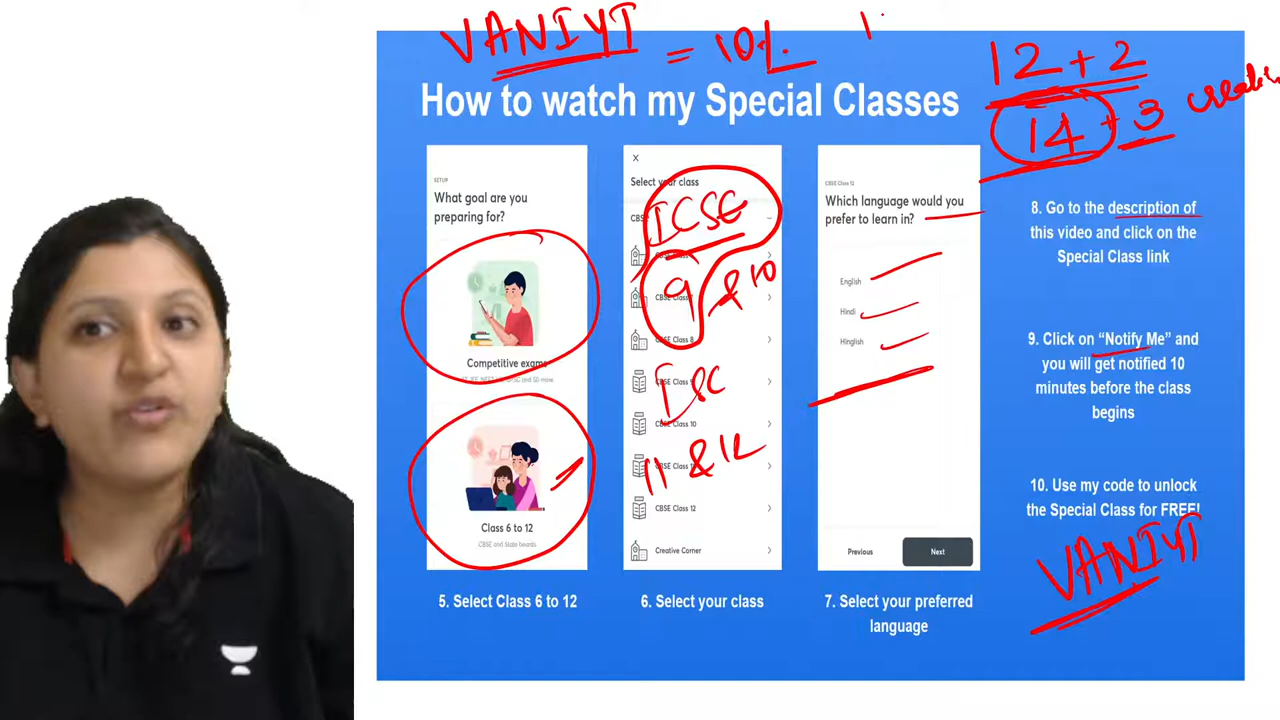 VANIYT = 10%
12 + 2
14 + 3
How to watch my Special Classes
SETUP
What goal are you
preparing for?
Competitive exams
Class 6 to 12
CBSE and State boards
5. Select Class 6 to 12
Select your class
ICSE
9 & 10
CBSE Class 8
ISC
CBSE Class 10
11 & 12
CBSE Class 12
Creative Corner
6. Select your class
CBSE Class 12
Which language would you
prefer to learn in?
English
Hindi
Hinglish
Previous
Next
7. Select your preferred
language
8. Go to the description of
this video and click on the
Special Class link
9. Click on “Notify Me” and
you will get notified 10
minutes before the class
begins
10. Use my code to unlock
the Special Class for FREE!
VANIYT